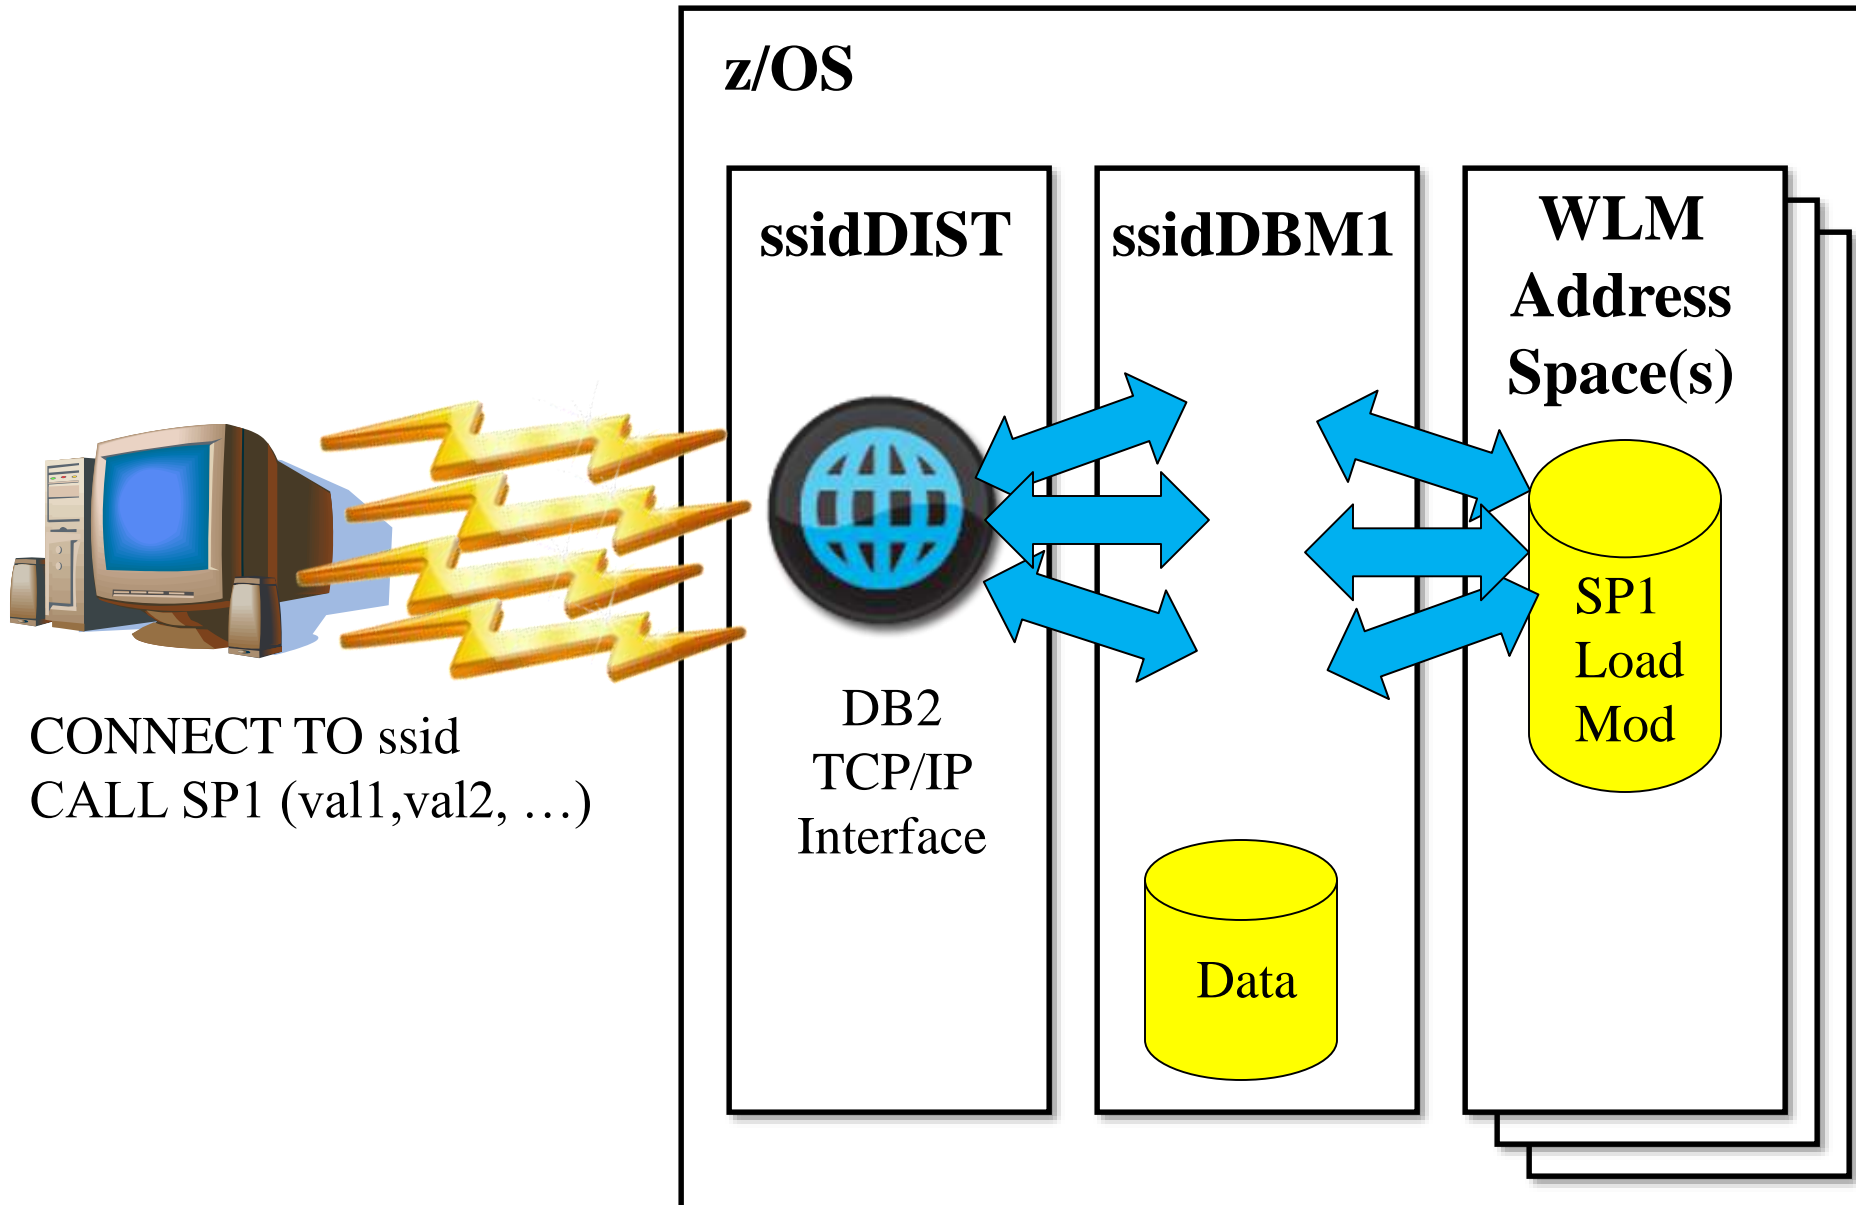 z/OS
ssidDIST
ssidDBM1
WLM
Address
Space(s)
CONNECT TO ssid
CALL SP1 (val1,val2, …)
DB2
TCP/IP
Interface
SP1
Load
Mod
Data